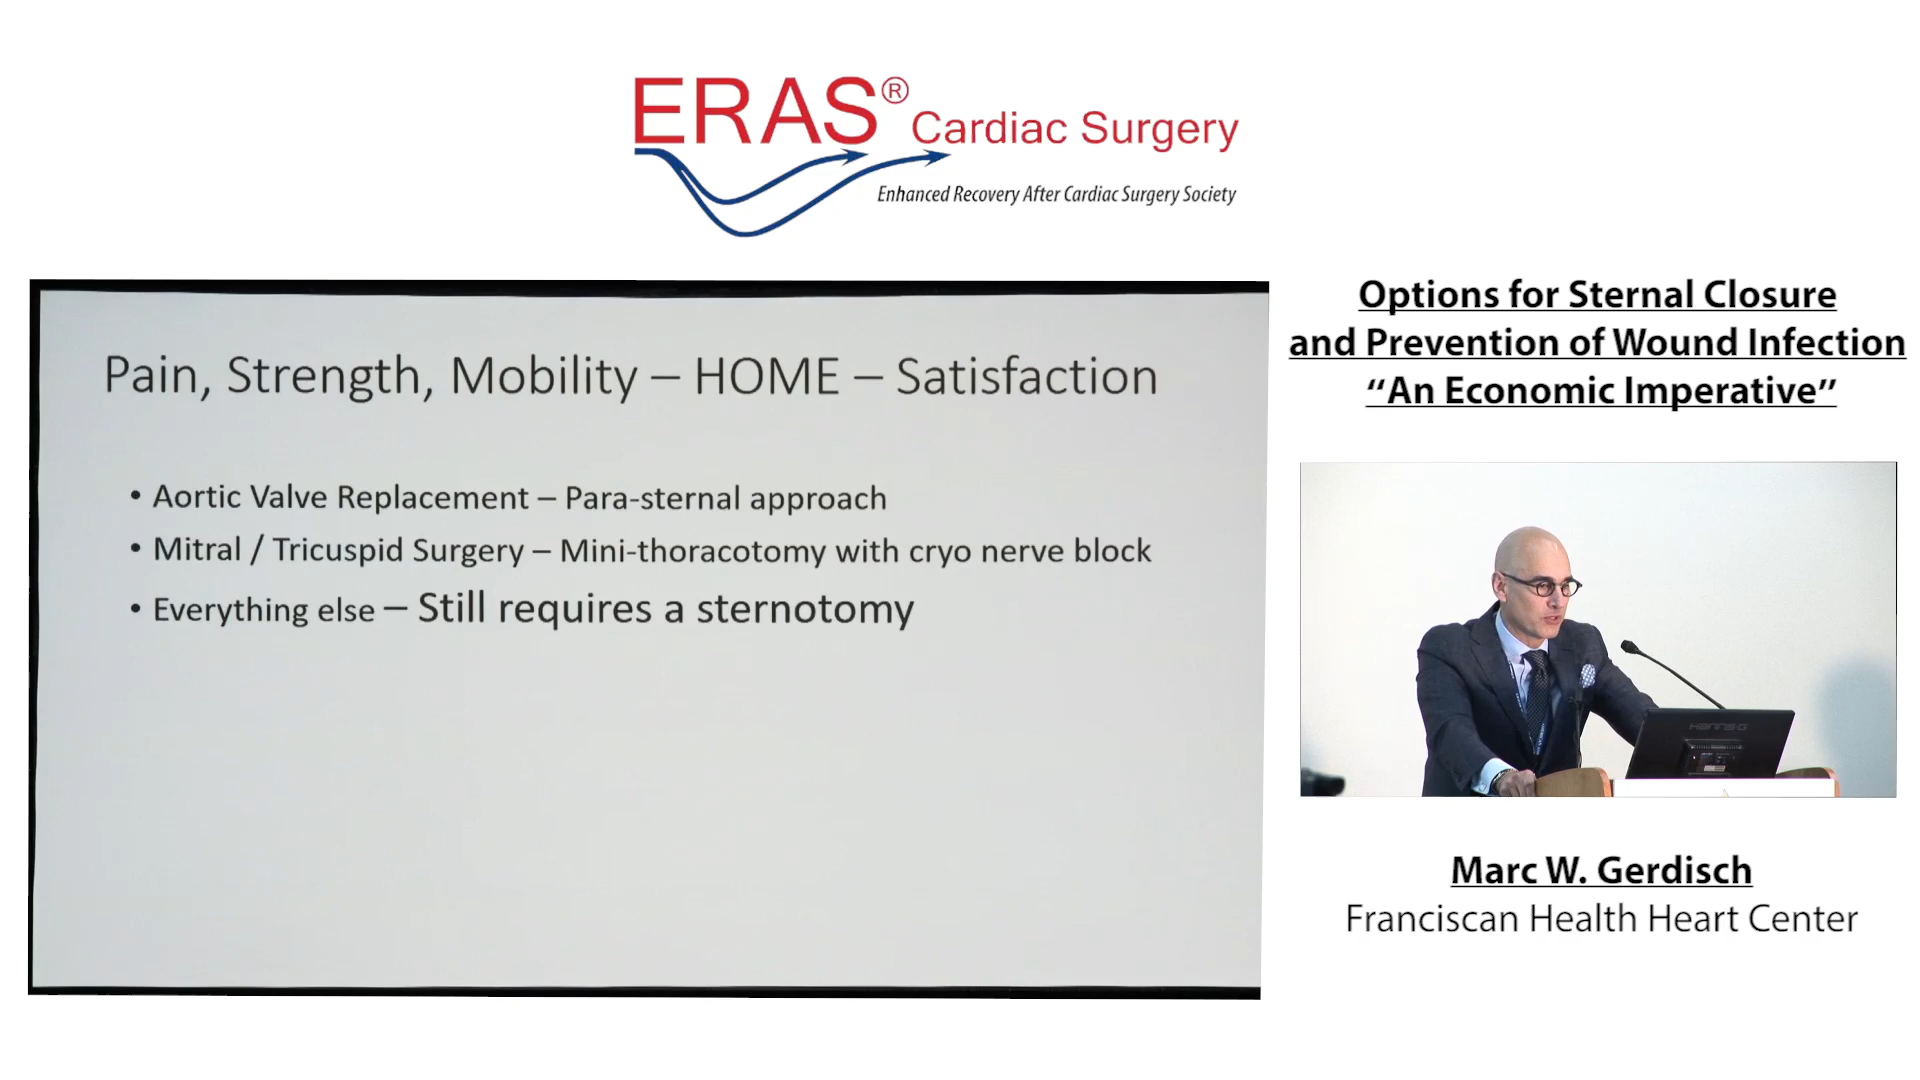 ERAS® Cardiac Surgery
Enhanced Recovery After Cardiac Surgery Society
Pain, Strength, Mobility – HOME – Satisfaction
• Aortic Valve Replacement – Para-sternal approach
• Mitral / Tricuspid Surgery – Mini-thoracotomy with cryo nerve block
• Everything else – Still requires a sternotomy
Options for Sternal Closure
and Prevention of Wound Infection
“An Economic Imperative”
Marc W. Gerdisch
Franciscan Health Heart Center